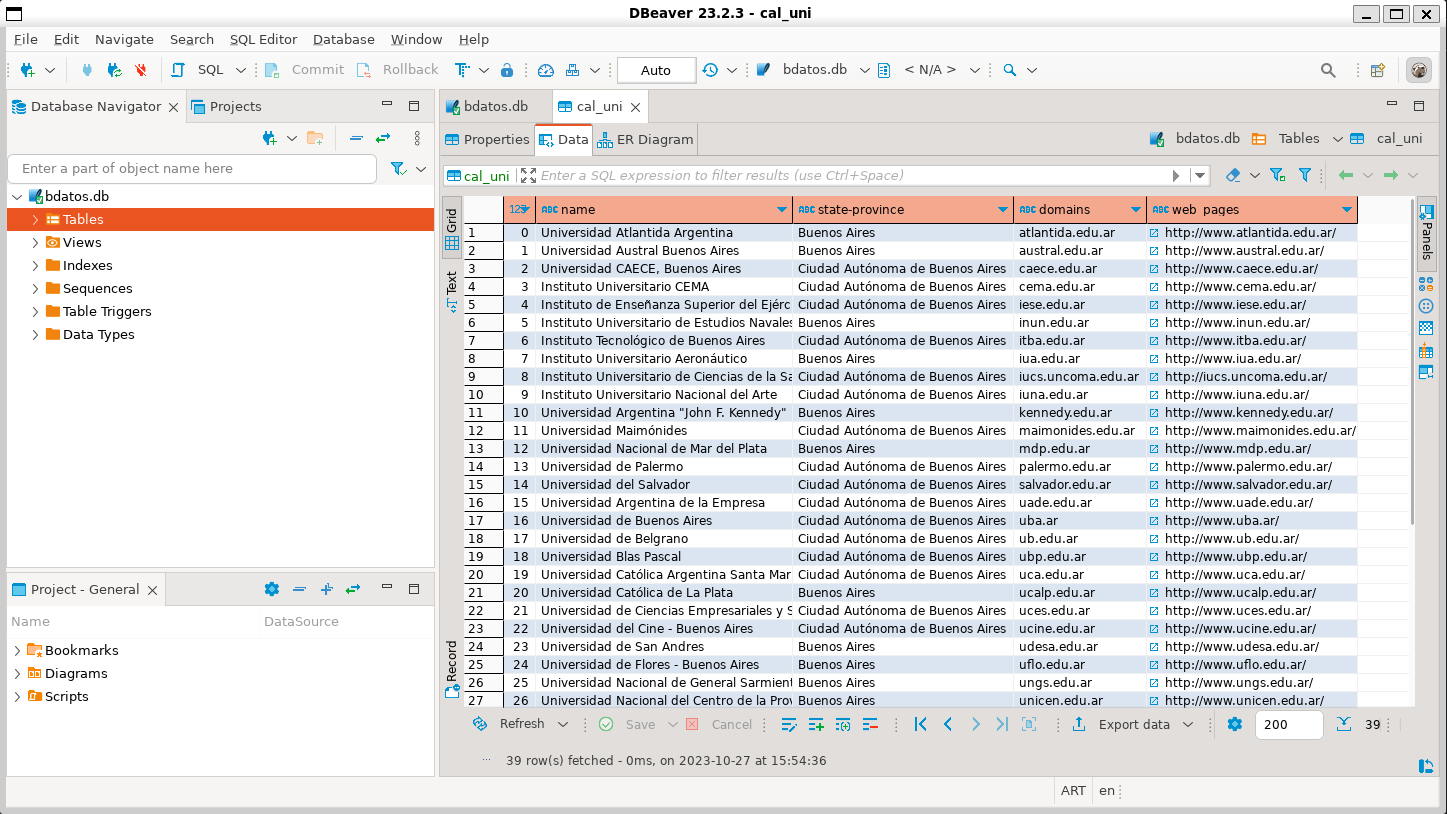 DBeaver 23.2.3 - cal_uni
File Edit Navigate Search SQL Editor Database Window Help
SQL Commit Rollback Auto bdatos.db < N/A >
Database Navigator Projects
Enter a part of object name here
bdatos.db
Tables
Views
Indexes
Sequences
Table Triggers
Data Types
Project - General
Name DataSource
Bookmarks
Diagrams
Scripts
bdatos.db cal_uni
Properties Data ER Diagram bdatos.db Tables cal_uni
cal_uni Enter a SQL expression to filter results (use Ctrl+Space)
Grid
Text
Record
Panels
123 ABC name ABC state-province ABC domains ABC web_pages
1 0 Universidad Atlantida Argentina Buenos Aires atlantida.edu.ar http://www.atlantida.edu.ar/
2 1 Universidad Austral Buenos Aires Buenos Aires austral.edu.ar http://www.austral.edu.ar/
3 2 Universidad CAECE, Buenos Aires Ciudad Autónoma de Buenos Aires caece.edu.ar http://www.caece.edu.ar/
4 3 Instituto Universitario CEMA Ciudad Autónoma de Buenos Aires cema.edu.ar http://www.cema.edu.ar/
5 4 Instituto de Enseñanza Superior del Ejérc Ciudad Autónoma de Buenos Aires iese.edu.ar http://www.iese.edu.ar/
6 5 Instituto Universitario de Estudios Navales Buenos Aires inun.edu.ar http://www.inun.edu.ar/
7 6 Instituto Tecnológico de Buenos Aires Ciudad Autónoma de Buenos Aires itba.edu.ar http://www.itba.edu.ar/
8 7 Instituto Universitario Aeronáutico Buenos Aires iua.edu.ar http://www.iua.edu.ar/
9 8 Instituto Universitario de Ciencias de la Sa Ciudad Autónoma de Buenos Aires iucs.uncoma.edu.ar http://iucs.uncoma.edu.ar/
10 9 Instituto Universitario Nacional del Arte Ciudad Autónoma de Buenos Aires iuna.edu.ar http://www.iuna.edu.ar/
11 10 Universidad Argentina "John F. Kennedy" Buenos Aires kennedy.edu.ar http://www.kennedy.edu.ar/
12 11 Universidad Maimónides Ciudad Autónoma de Buenos Aires maimonides.edu.ar http://www.maimonides.edu.ar/
13 12 Universidad Nacional de Mar del Plata Buenos Aires mdp.edu.ar http://www.mdp.edu.ar/
14 13 Universidad de Palermo Ciudad Autónoma de Buenos Aires palermo.edu.ar http://www.palermo.edu.ar/
15 14 Universidad del Salvador Ciudad Autónoma de Buenos Aires salvador.edu.ar http://www.salvador.edu.ar/
16 15 Universidad Argentina de la Empresa Ciudad Autónoma de Buenos Aires uade.edu.ar http://www.uade.edu.ar/
17 16 Universidad de Buenos Aires Ciudad Autónoma de Buenos Aires uba.ar http://www.uba.ar/
18 17 Universidad de Belgrano Ciudad Autónoma de Buenos Aires ub.edu.ar http://www.ub.edu.ar/
19 18 Universidad Blas Pascal Ciudad Autónoma de Buenos Aires ubp.edu.ar http://www.ubp.edu.ar/
20 19 Universidad Católica Argentina Santa Mar Ciudad Autónoma de Buenos Aires uca.edu.ar http://www.uca.edu.ar/
21 20 Universidad Católica de La Plata Buenos Aires ucalp.edu.ar http://www.ucalp.edu.ar/
22 21 Universidad de Ciencias Empresariales y S Ciudad Autónoma de Buenos Aires uces.edu.ar http://www.uces.edu.ar/
23 22 Universidad del Cine - Buenos Aires Ciudad Autónoma de Buenos Aires ucine.edu.ar http://www.ucine.edu.ar/
24 23 Universidad de San Andres Buenos Aires udesa.edu.ar http://www.udesa.edu.ar/
25 24 Universidad de Flores - Buenos Aires Buenos Aires uflo.edu.ar http://www.uflo.edu.ar/
26 25 Universidad Nacional de General Sarmient Buenos Aires ungs.edu.ar http://www.ungs.edu.ar/
27 26 Universidad Nacional del Centro de la Prov Buenos Aires unicen.edu.ar http://www.unicen.edu.ar/
Refresh Save Cancel Export data 200 39
39 row(s) fetched - 0ms, on 2023-10-27 at 15:54:36
ART en